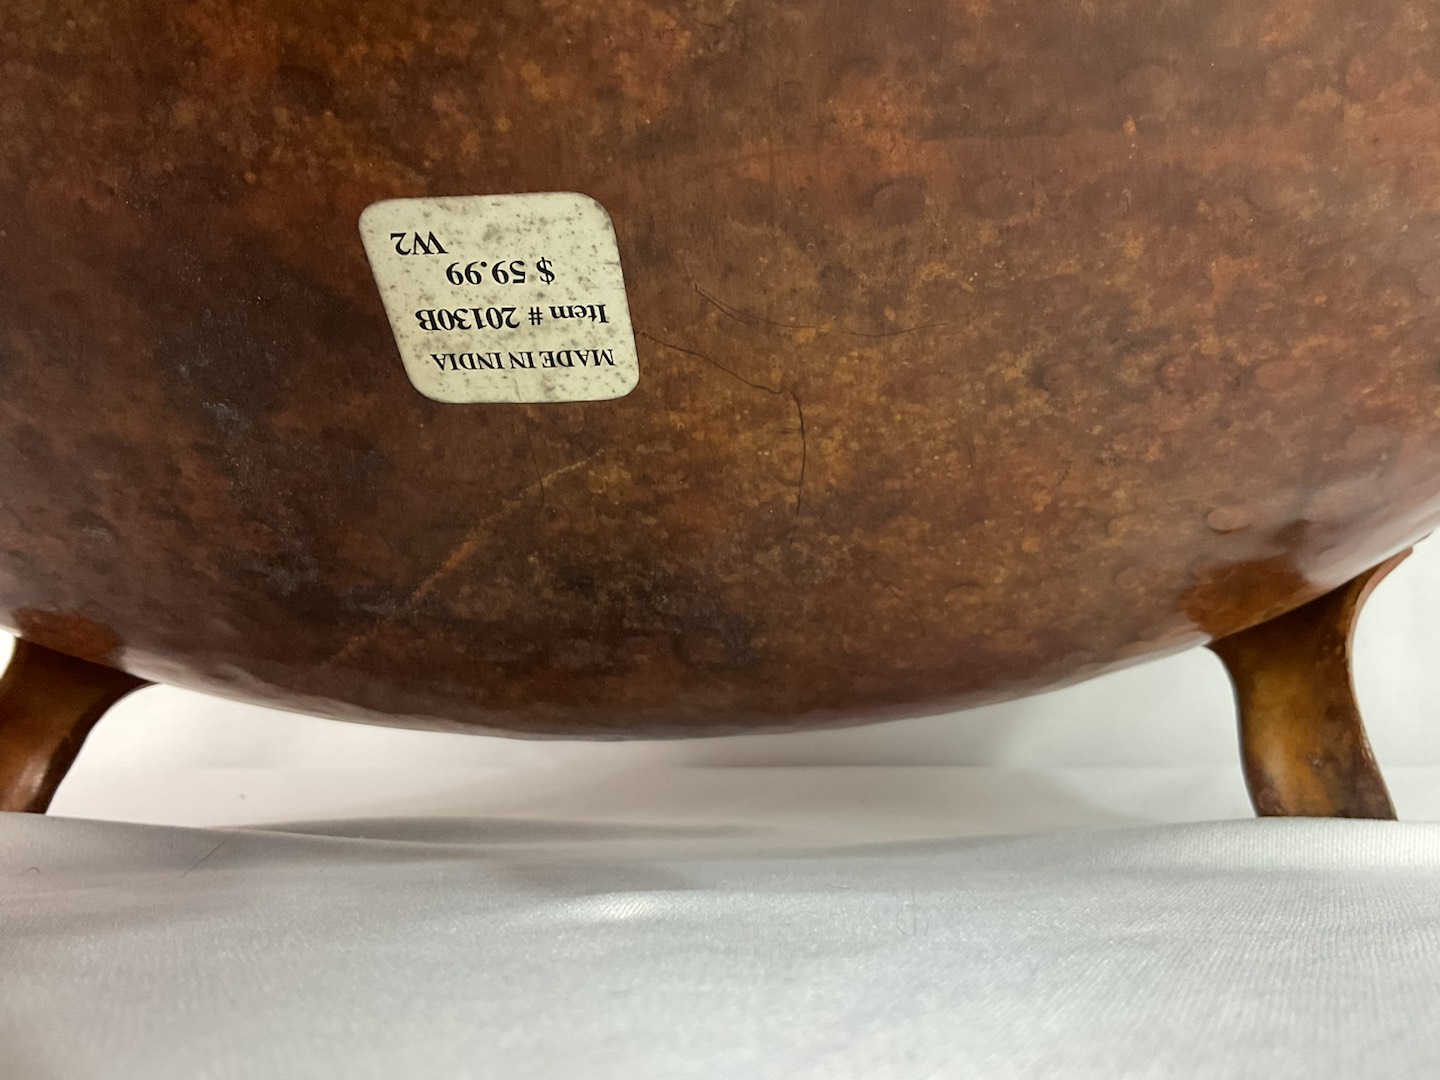 MADE IN INDIA
Item # 20130B
$ 59.99
W2